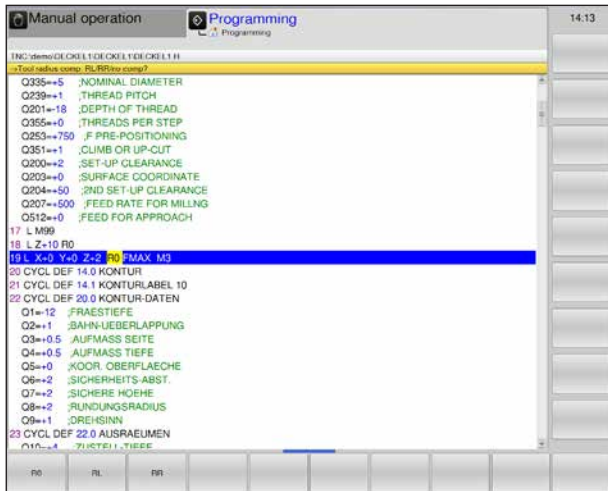 Manual operation
Programming
Programming
14:13
TNC:\demo\DECKEL1\DECKEL1\DECKEL1.H
→Tool radius comp. RL/RR/no comp?
Q335=+5 ;NOMINAL DIAMETER
Q239=+1 ;THREAD PITCH
Q201=-18 ;DEPTH OF THREAD
Q355=+0 ;THREADS PER STEP
Q253=+750 ;F PRE-POSITIONING
Q351=+1 ;CLIMB OR UP-CUT
Q200=+2 ;SET-UP CLEARANCE
Q203=+0 ;SURFACE COORDINATE
Q204=+50 ;2ND SET-UP CLEARANCE
Q207=+500 ;FEED RATE FOR MILLNG
Q512=+0 ;FEED FOR APPROACH
17 L M99
18 L Z+10 R0
19 L X+0 Y+0 Z+2 R0 FMAX M3
20 CYCL DEF 14.0 KONTUR
21 CYCL DEF 14.1 KONTURLABEL 10
22 CYCL DEF 20.0 KONTUR-DATEN
Q1=-12 ;FRAESTIEFE
Q2=+1 ;BAHN-UEBERLAPPUNG
Q3=+0.5 ;AUFMASS SEITE
Q4=+0.5 ;AUFMASS TIEFE
Q5=+0 ;KOOR. OBERFLAECHE
Q6=+2 ;SICHERHEITS-ABST.
Q7=+2 ;SICHERE HOEHE
Q8=+2 ;RUNDUNGSRADIUS
Q9=+1 ;DREHSINN
23 CYCL DEF 22.0 AUSRAEUMEN
Q10=+4 ;ZUSTELL-TIEFE
R0 RL RR